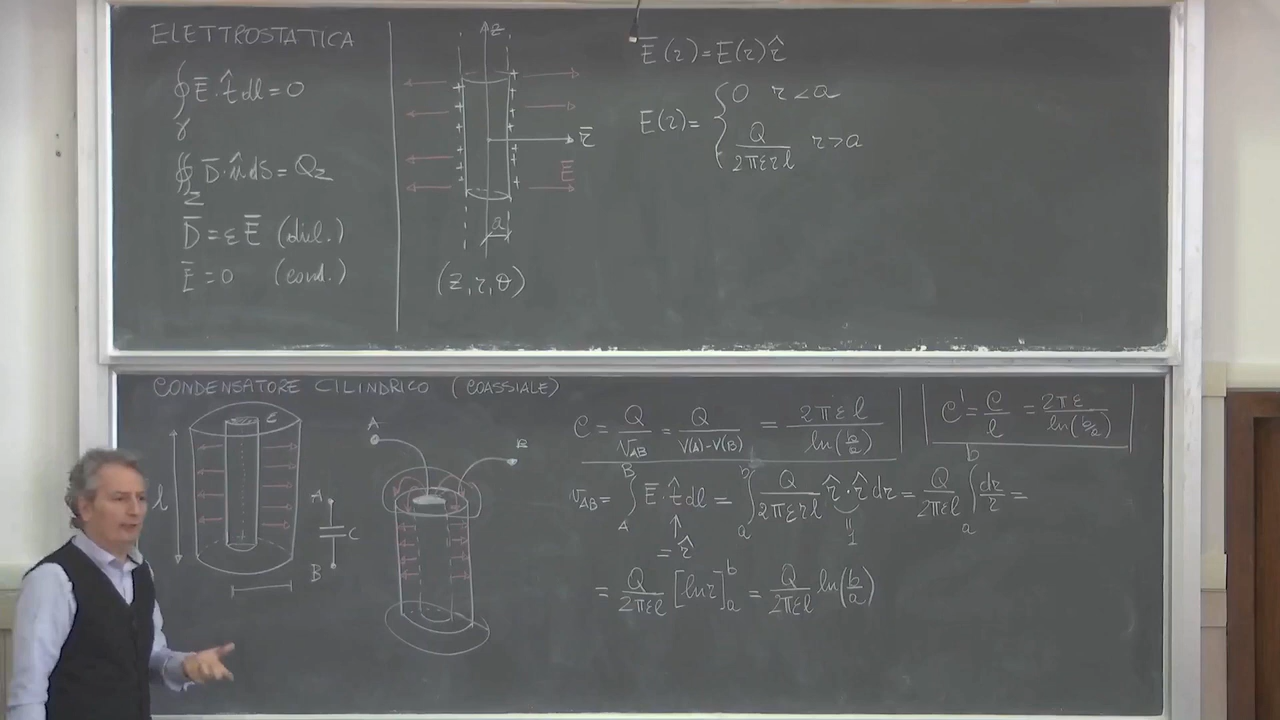 ELETTROSTATICA
∮γ E̅·t̂ dl = 0
∯Σ D̅·n̂ dS = QΣ
D̅ = ε E̅ (diel.)
E̅ = 0 (cond.)
z
+ + + + + + +
r̅
E̅
a
(z, r, θ)
E̅(r) = E(r) r̂
E(r) = { 0 r < a
Q/2πεrl r > a
CONDENSATORE CILINDRICO (COASSIALE)
ε
l
A
C
B
A
B
C = Q/v_AB = Q/(V(A)-V(B)) = 2πεl/ln(b/a)
C' = C/l = 2πε/ln(b/a)
v_AB = ∫_A^B E̅·t̂ dl = ∫_a^b Q/2πεrl r̂·r̂ dr = Q/2πεl ∫_a^b dr/r =
= r̂
= 1
= Q/2πεl [ln r]_a^b = Q/2πεl ln(b/a)